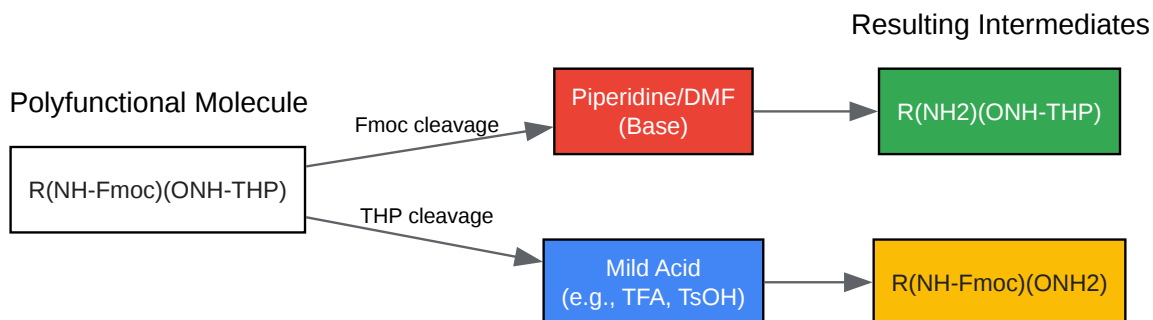 Resulting Intermediates
Polyfunctional Molecule
Fmoc cleavage
Piperidine/DMF
(Base)
R(NH2)(ONH-THP)
R(NH-Fmoc)(ONH-THP)
THP cleavage
Mild Acid
(e.g., TFA, TsOH)
R(NH-Fmoc)(ONH2)